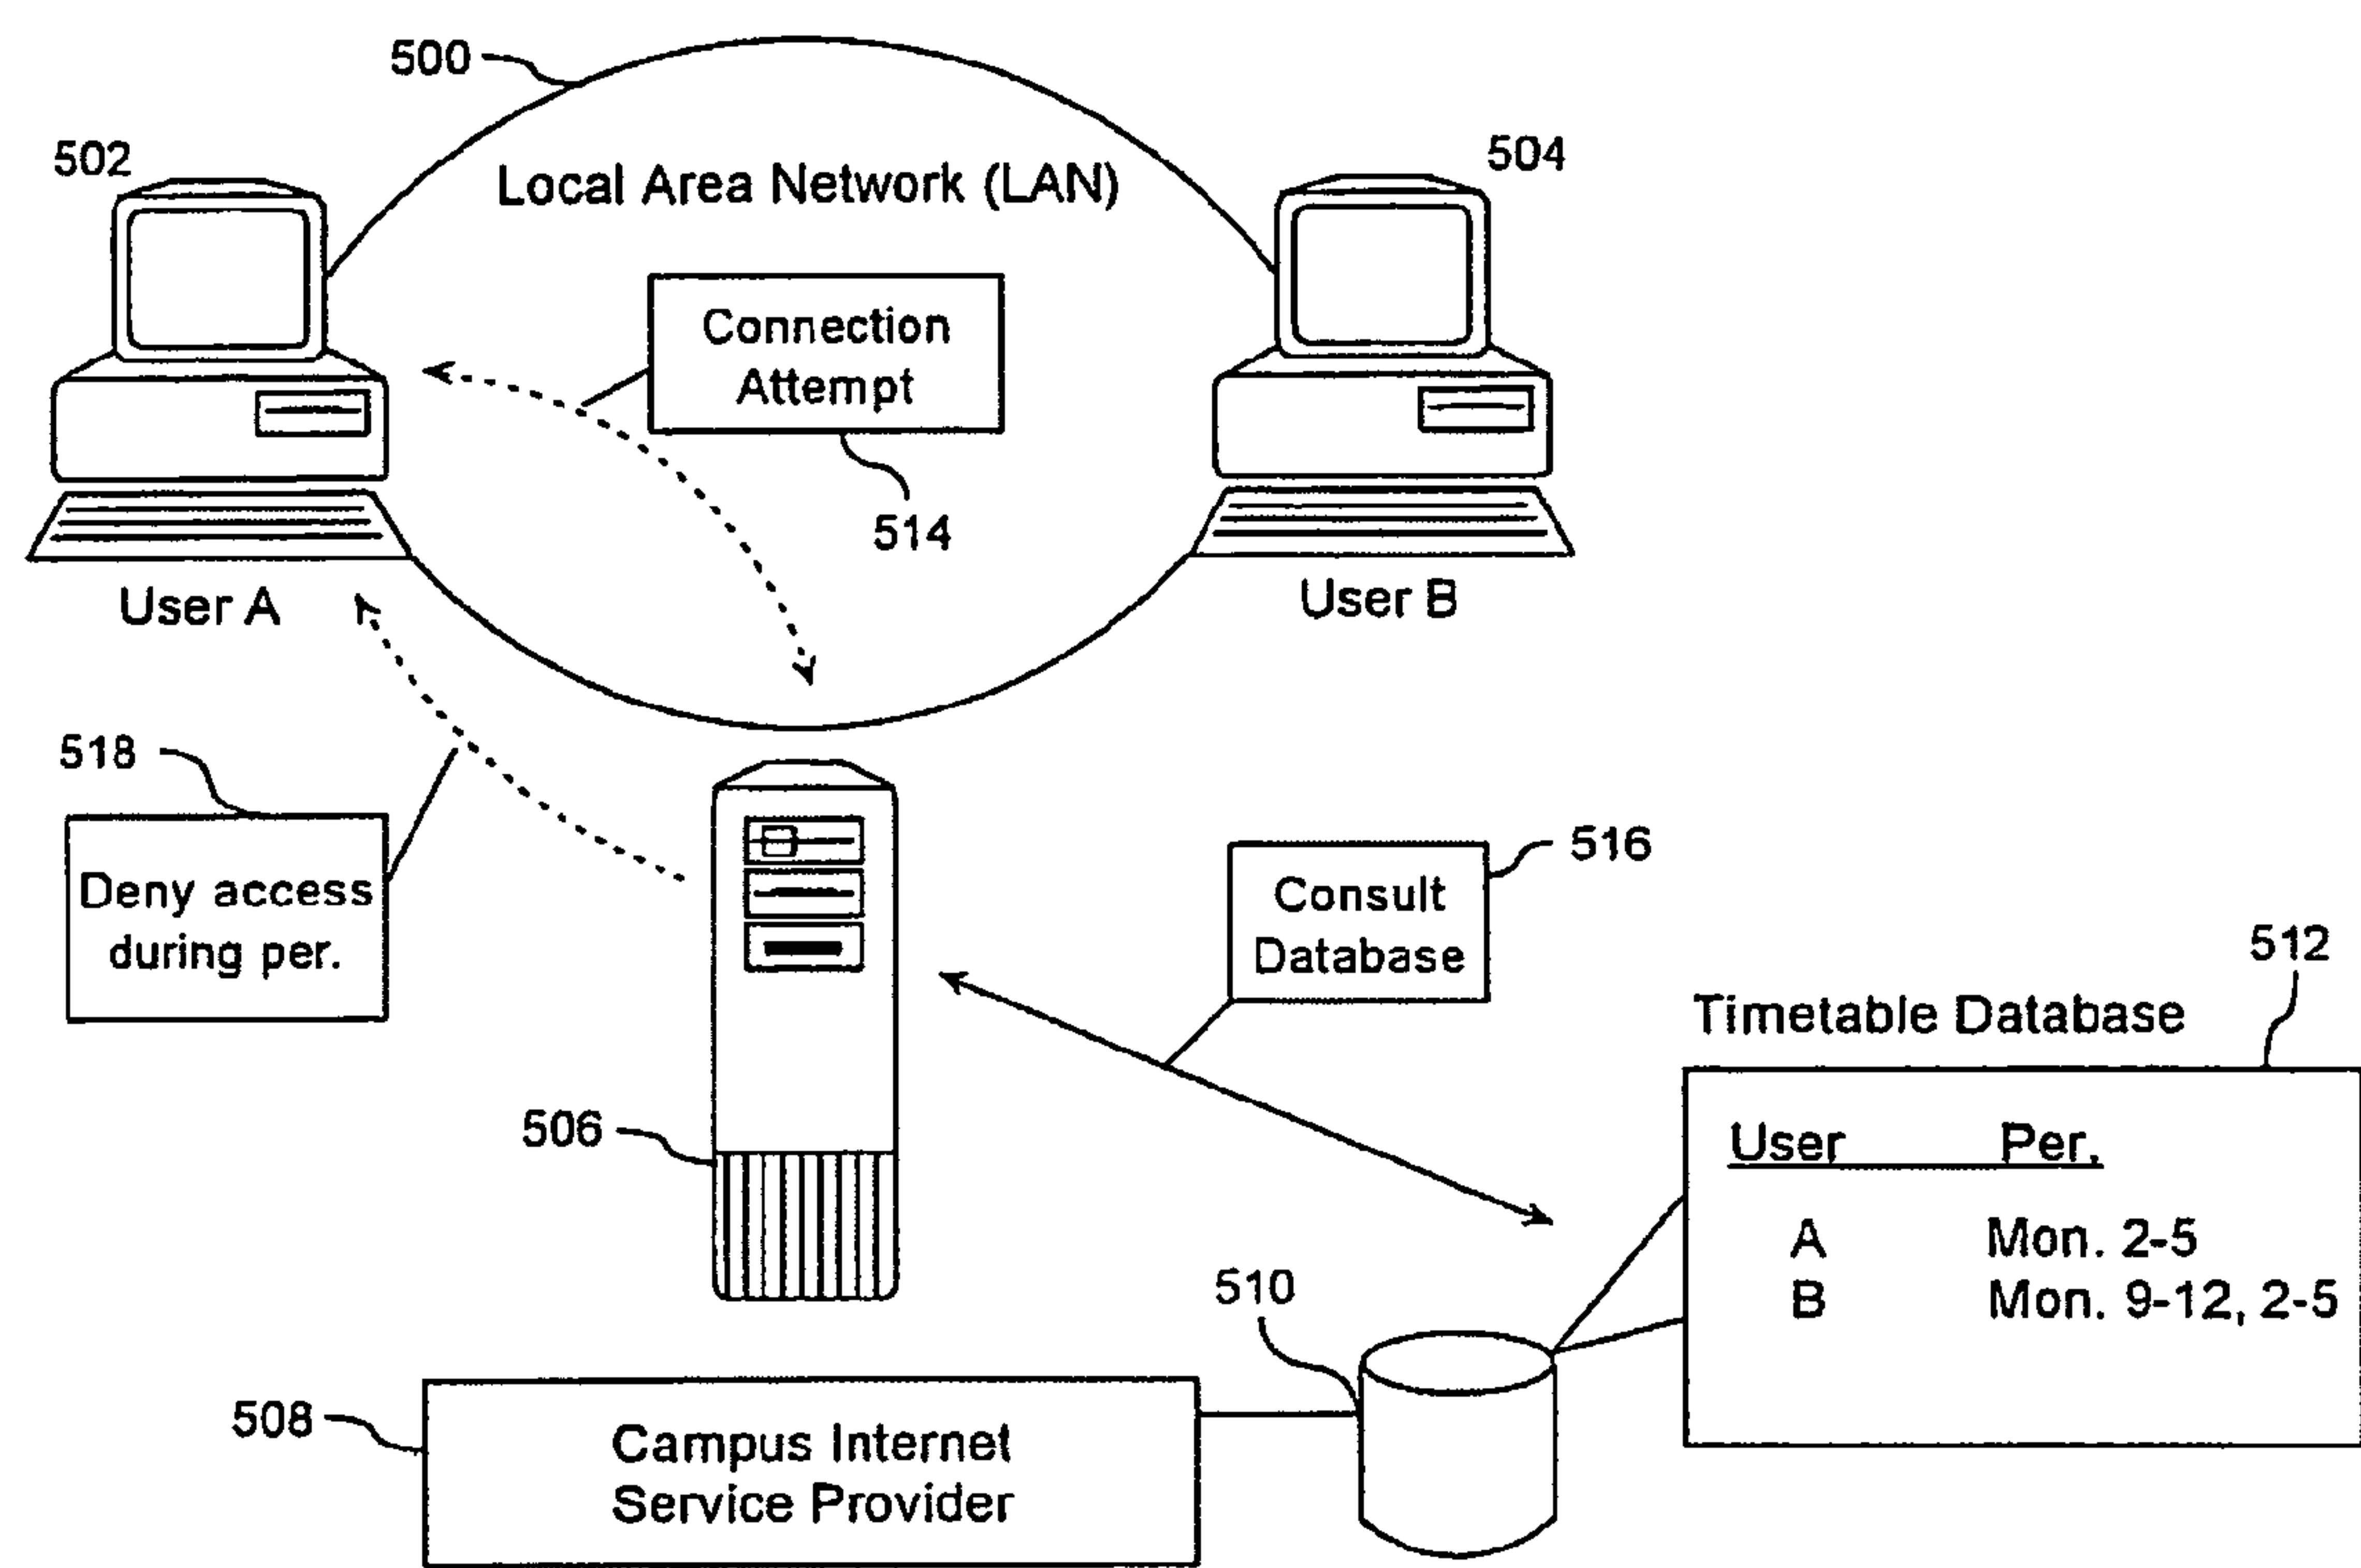 500
502
504
Local Area Network (LAN)
Connection
Attempt
514
User A
User B
518
Deny access
during per.
516
Consult
Database
512
Timetable Database
506
User Per.
A Mon. 2-5
B Mon. 9-12, 2-5
510
508
Campus Internet
Service Provider